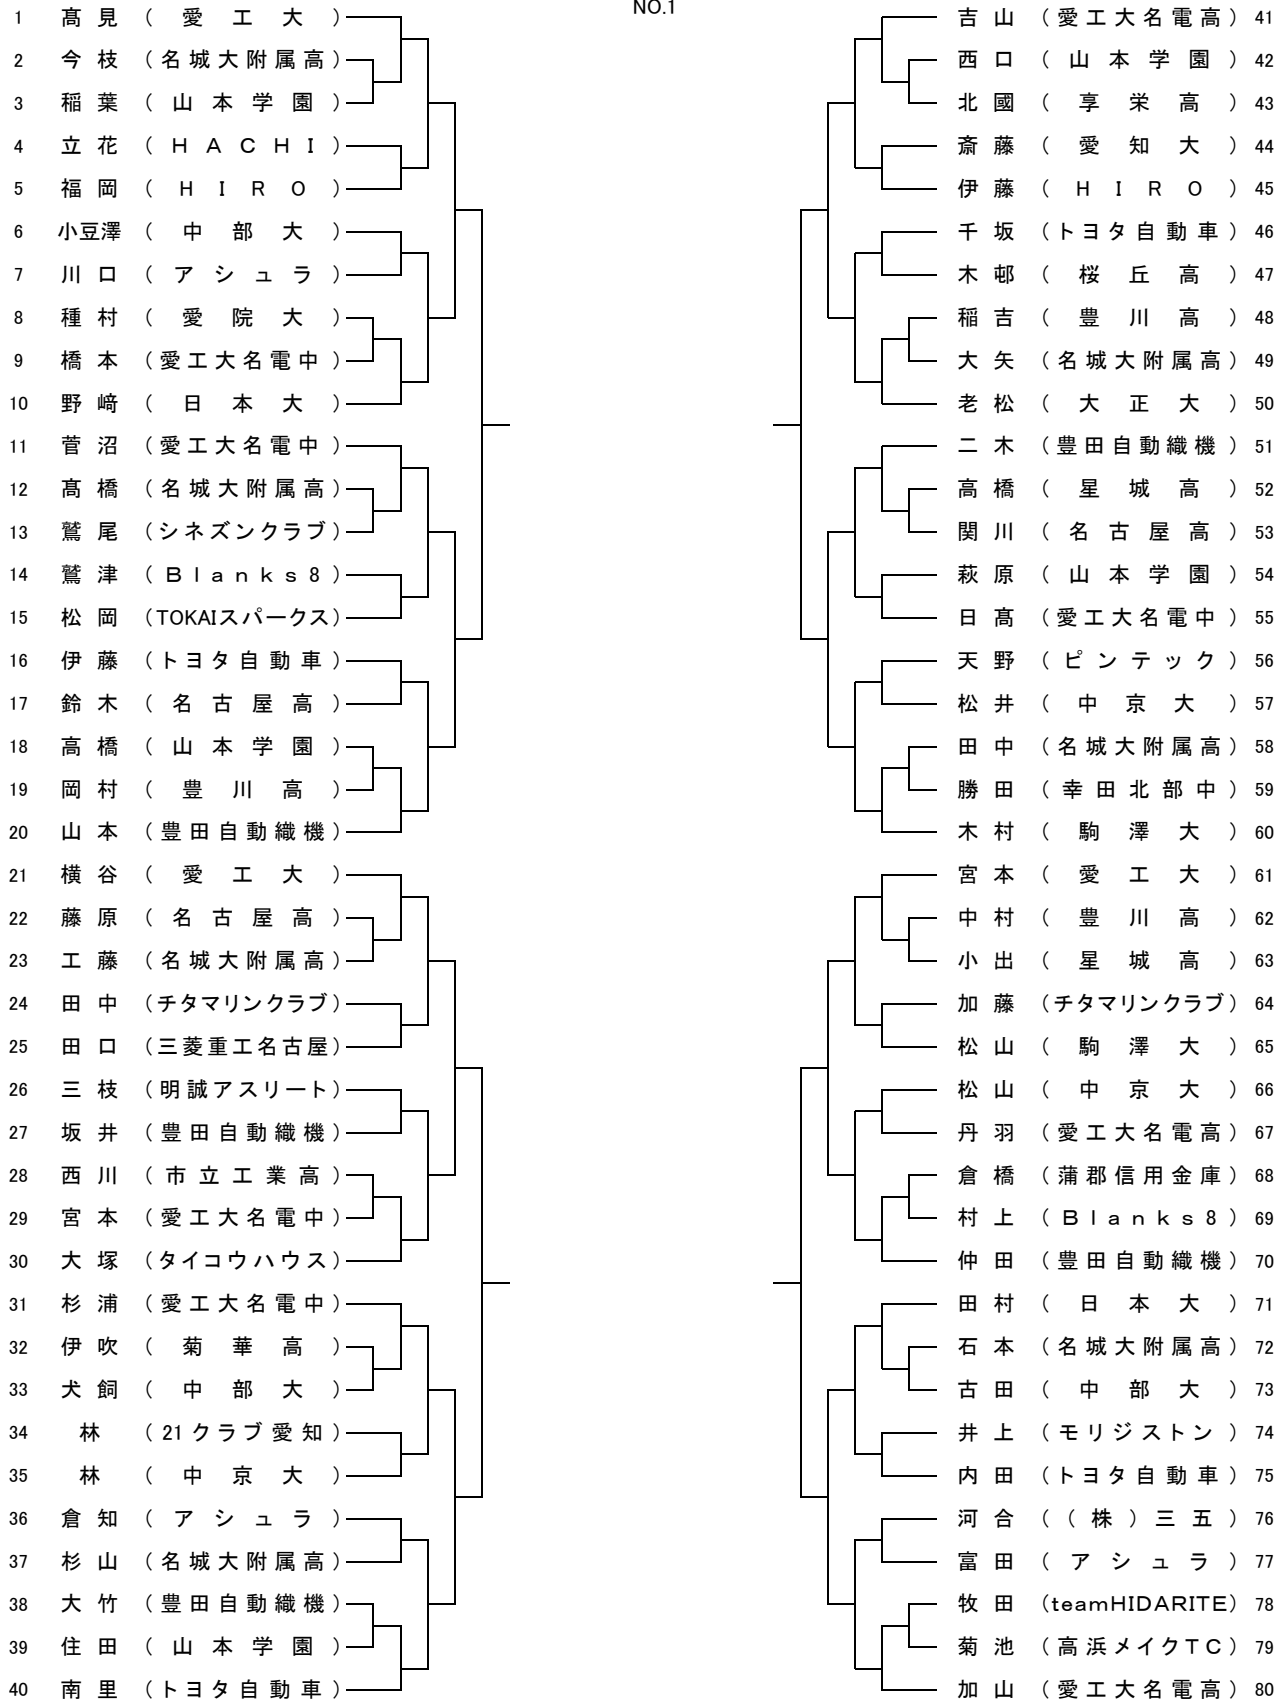 NO.1
1 髙見 (愛工大)
2 今枝 (名城大附属高)
3 稲葉 (山本学園)
4 立花 (HACHI)
5 福岡 (HIRO)
6 小豆澤 (中部大)
7 川口 (アシュラ)
8 種村 (愛院大)
9 橋本 (愛工大名電中)
10 野﨑 (日本大)
11 菅沼 (愛工大名電中)
12 髙橋 (名城大附属高)
13 鷲尾 (シネズンクラブ)
14 鷲津 (Blanks8)
15 松岡 (TOKAIスパークス)
16 伊藤 (トヨタ自動車)
17 鈴木 (名古屋高)
18 高橋 (山本学園)
19 岡村 (豊川高)
20 山本 (豊田自動織機)
21 横谷 (愛工大)
22 藤原 (名古屋高)
23 工藤 (名城大附属高)
24 田中 (チタマリンクラブ)
25 田口 (三菱重工名古屋)
26 三枝 (明誠アスリート)
27 坂井 (豊田自動織機)
28 西川 (市立工業高)
29 宮本 (愛工大名電中)
30 大塚 (タイコウハウス)
31 杉浦 (愛工大名電中)
32 伊吹 (菊華高)
33 犬飼 (中部大)
34 林 (21クラブ愛知)
35 林 (中京大)
36 倉知 (アシュラ)
37 杉山 (名城大附属高)
38 大竹 (豊田自動織機)
39 住田 (山本学園)
40 南里 (トヨタ自動車)
吉山 (愛工大名電高) 41
西口 (山本学園) 42
北國 (享栄高) 43
斎藤 (愛知大) 44
伊藤 (HIRO) 45
千坂 (トヨタ自動車) 46
木邨 (桜丘高) 47
稲吉 (豊川高) 48
大矢 (名城大附属高) 49
老松 (大正大) 50
二木 (豊田自動織機) 51
高橋 (星城高) 52
関川 (名古屋高) 53
萩原 (山本学園) 54
日髙 (愛工大名電中) 55
天野 (ピンテック) 56
松井 (中京大) 57
田中 (名城大附属高) 58
勝田 (幸田北部中) 59
木村 (駒澤大) 60
宮本 (愛工大) 61
中村 (豊川高) 62
小出 (星城高) 63
加藤 (チタマリンクラブ) 64
松山 (駒澤大) 65
松山 (中京大) 66
丹羽 (愛工大名電高) 67
倉橋 (蒲郡信用金庫) 68
村上 (Blanks8) 69
仲田 (豊田自動織機) 70
田村 (日本大) 71
石本 (名城大附属高) 72
古田 (中部大) 73
井上 (モリジストン) 74
内田 (トヨタ自動車) 75
河合 ((株)三五) 76
富田 (アシュラ) 77
牧田 (teamHIDARITE) 78
菊池 (高浜メイクTC) 79
加山 (愛工大名電高) 80